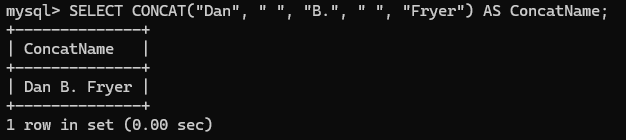 mysql> SELECT CONCAT("Dan", " ", "B.", " ", "Fryer") AS ConcatName;
+--------------+
| ConcatName   |
+--------------+
| Dan B. Fryer |
+--------------+
1 row in set (0.00 sec)